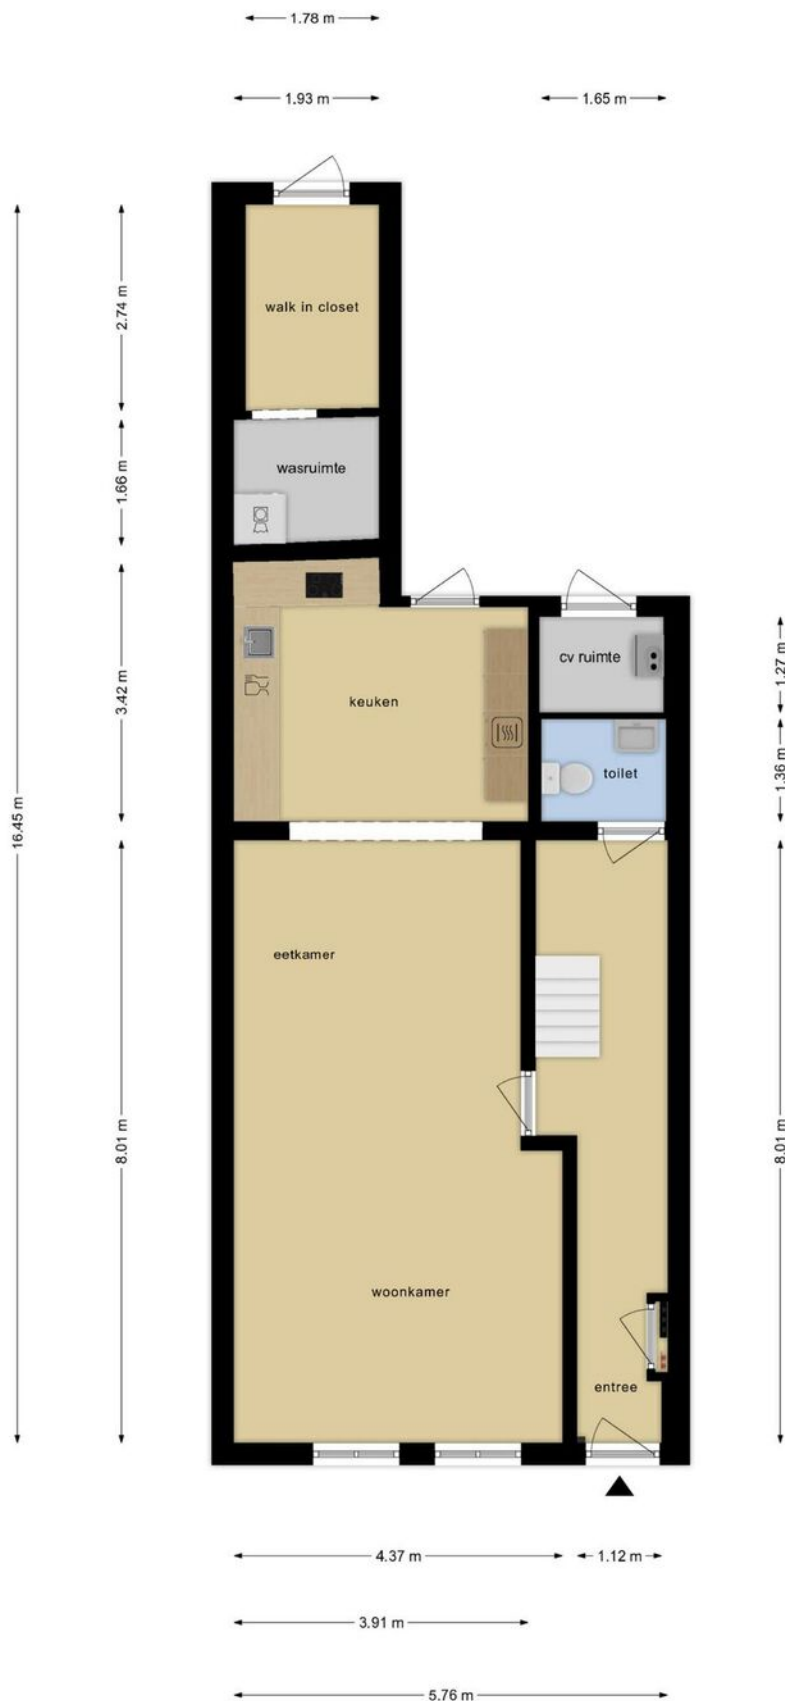 1.78 m
1.93 m
1.65 m
walk in closet
2.74 m
wasruimte
1.66 m
cv ruimte
1.27 m
keuken
3.42 m
toilet
1.36 m
16.45 m
eetkamer
8.01 m
8.01 m
woonkamer
entree
4.37 m
1.12 m
3.91 m
5.76 m